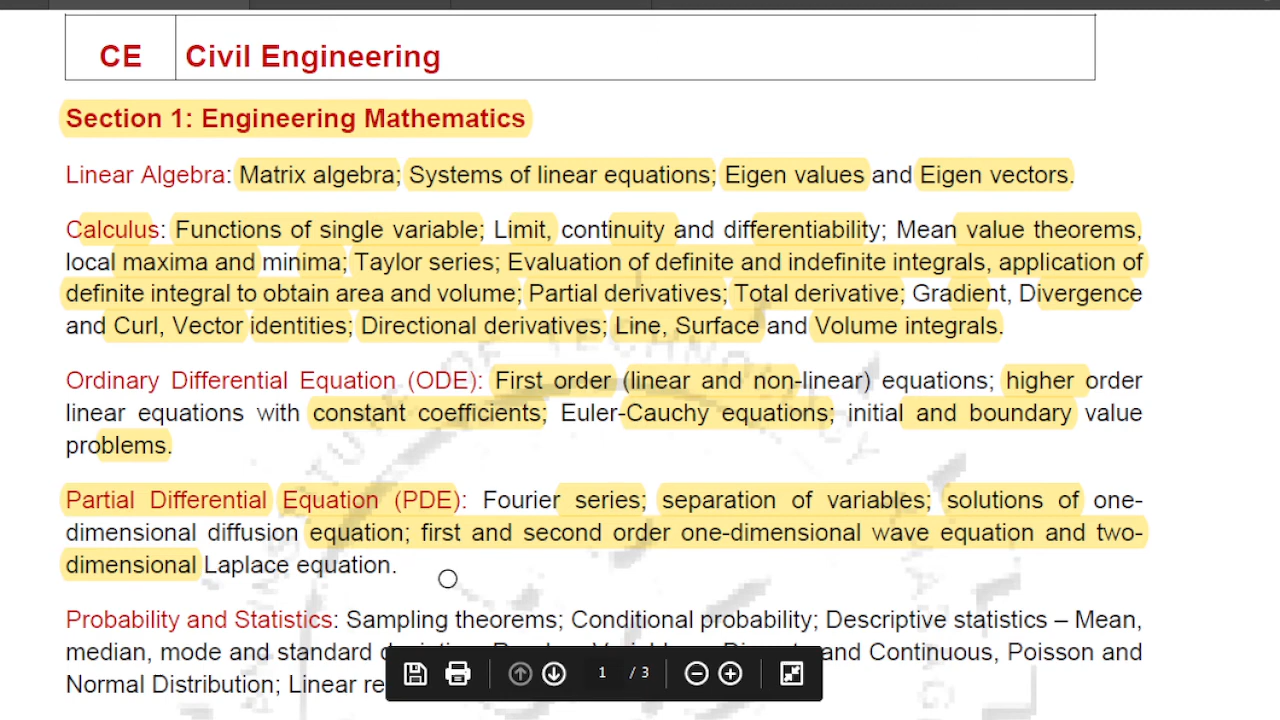 CE Civil Engineering
Section 1: Engineering Mathematics
Linear Algebra: Matrix algebra; Systems of linear equations; Eigen values and Eigen vectors.
Calculus: Functions of single variable; Limit, continuity and differentiability; Mean value theorems,
local maxima and minima; Taylor series; Evaluation of definite and indefinite integrals, application of
definite integral to obtain area and volume; Partial derivatives; Total derivative; Gradient, Divergence
and Curl, Vector identities; Directional derivatives; Line, Surface and Volume integrals.
Ordinary Differential Equation (ODE): First order (linear and non-linear) equations; higher order
linear equations with constant coefficients; Euler-Cauchy equations; initial and boundary value
problems.
Partial Differential Equation (PDE): Fourier series; separation of variables; solutions of one-
dimensional diffusion equation; first and second order one-dimensional wave equation and two-
dimensional Laplace equation.
Probability and Statistics: Sampling theorems; Conditional probability; Descriptive statistics – Mean,
median, mode and standard and Continuous, Poisson and
Normal Distribution; Linear
1 / 3